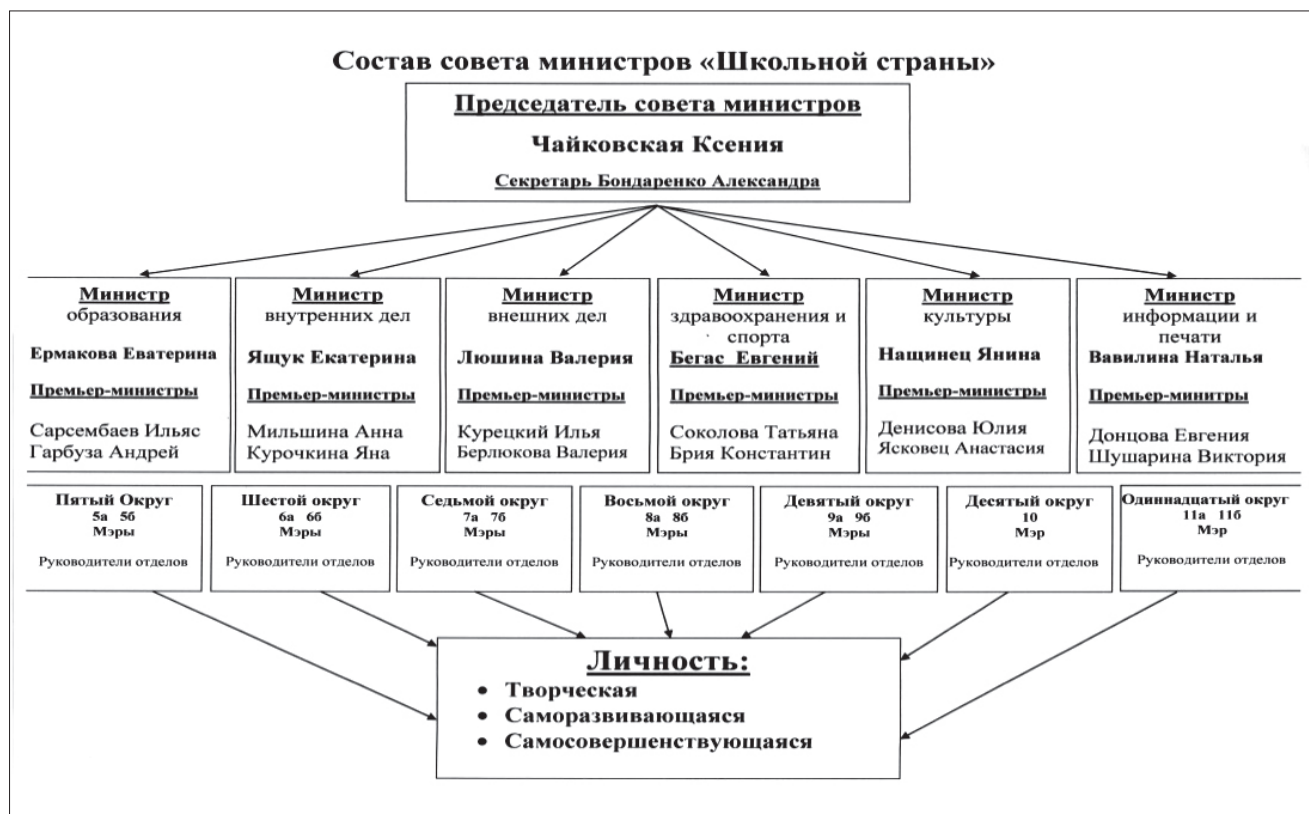 Состав совета министров «Школьной страны»
Председатель совета министров
Чайковская Ксения
Секретарь Бондаренко Александра
Министр
образования
Ермакова Еватерина
Премьер-министры
Сарсембаев Ильяс
Гарбуза Андрей
Министр
внутренних дел
Ящук Екатерина
Премьер-министры
Мильшина Анна
Курочкина Яна
Министр
внешних дел
Люшина Валерия
Премьер-министры
Курецкий Илья
Берлюкова Валерия
Министр
здравоохранения и
спорта
Бегас Евгений
Премьер-министры
Соколова Татьяна
Брия Константин
Министр
культуры
Нащинец Янина
Премьер-министры
Денисова Юлия
Ясковец Анастасия
Министр
информации и
печати
Вавилина Наталья
Премьер-минитры
Донцова Евгения
Шушарина Виктория
Пятый Округ
5а 5б
Мэры
Руководители отделов
Шестой округ
6а 6б
Мэры
Руководители отделов
Седьмой округ
7а 7б
Мэры
Руководители отделов
Восьмой округ
8а 8б
Мэры
Руководители отделов
Девятый округ
9а 9б
Мэры
Руководители отделов
Десятый округ
10
Мэр
Руководители отделов
Одиннадцатый округ
11а 11б
Мэр
Руководители отделов
Личность:
• Творческая
• Саморазвивающаяся
• Самосовершенствующаяся